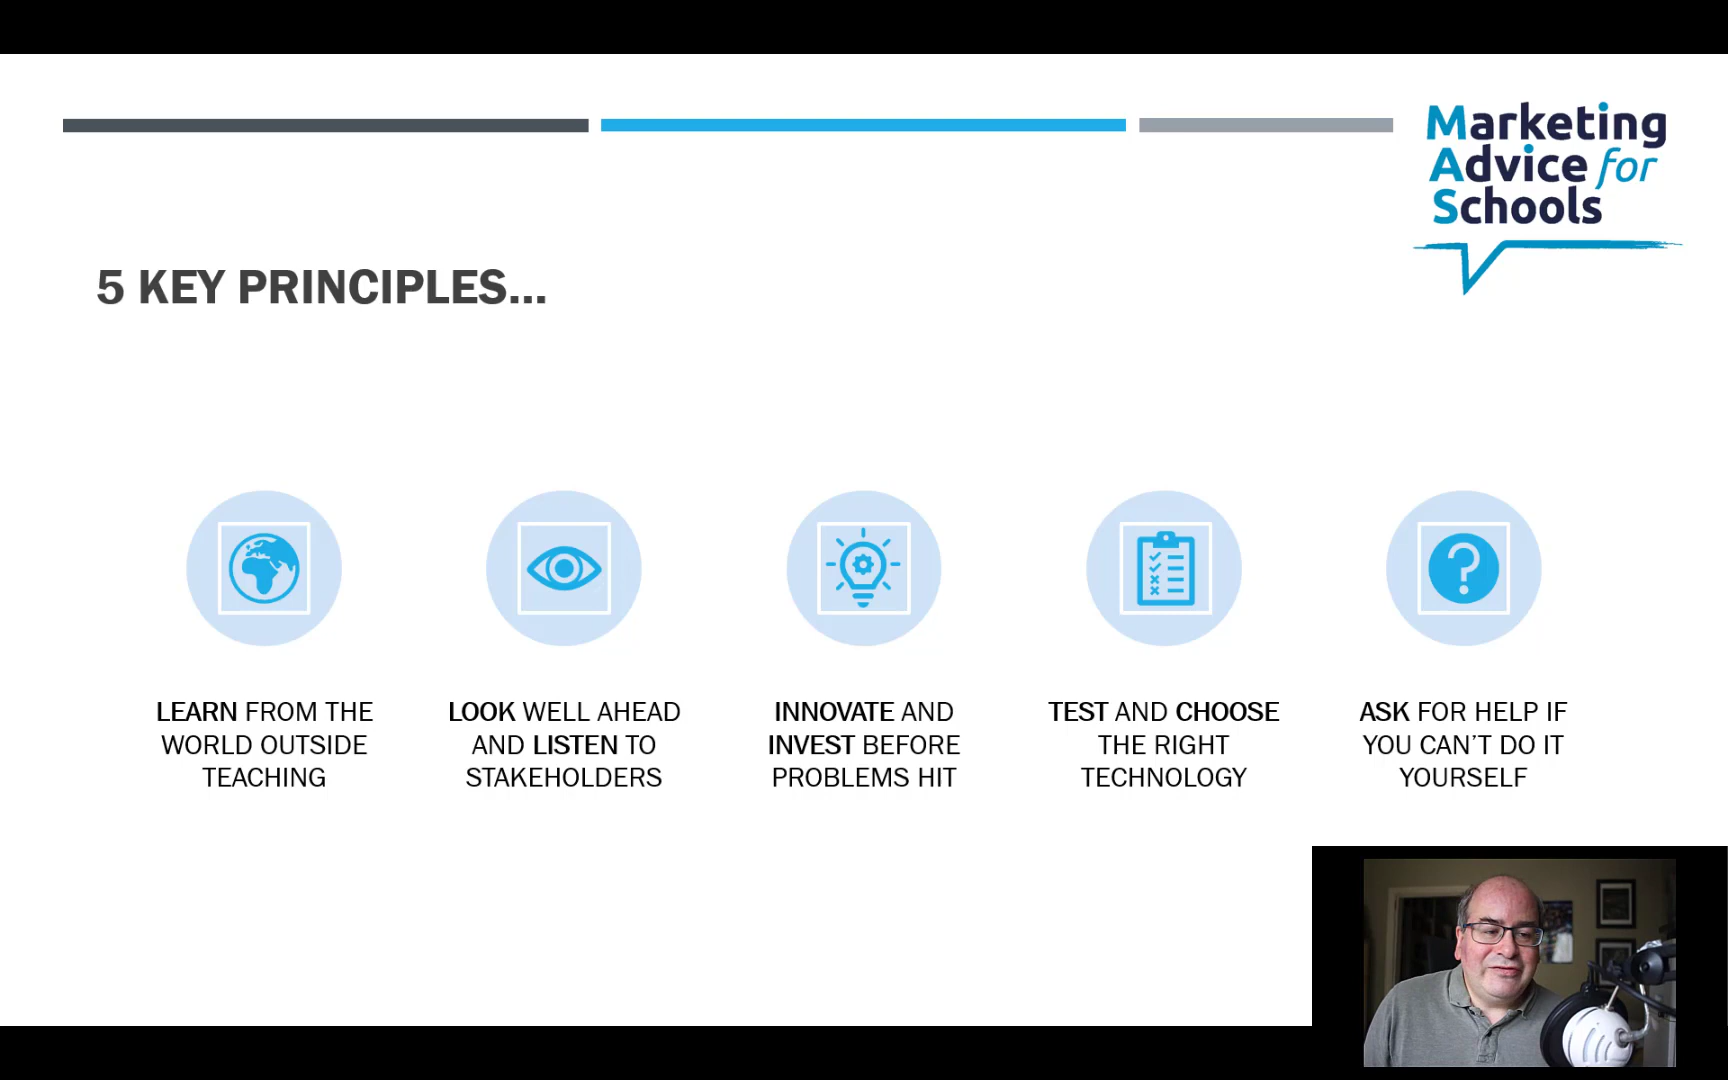 Marketing
Advice for
Schools
5 KEY PRINCIPLES...
LEARN FROM THE
WORLD OUTSIDE
TEACHING
LOOK WELL AHEAD
AND LISTEN TO
STAKEHOLDERS
INNOVATE AND
INVEST BEFORE
PROBLEMS HIT
TEST AND CHOOSE
THE RIGHT
TECHNOLOGY
ASK FOR HELP IF
YOU CAN'T DO IT
YOURSELF